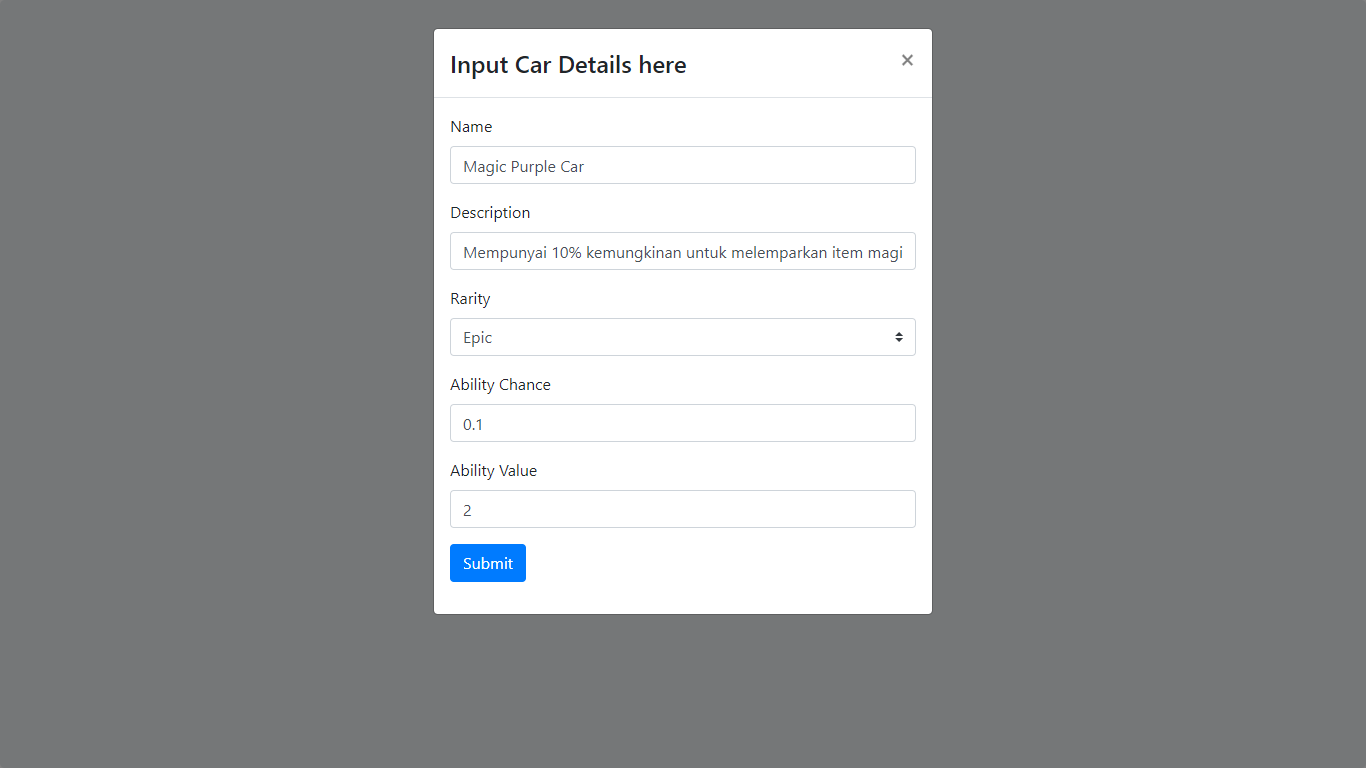 Input Car Details here
×
Name
Magic Purple Car
Description
Mempunyai 10% kemungkinan untuk melemparkan item magi
Rarity
Epic
Ability Chance
0.1
Ability Value
2
Submit